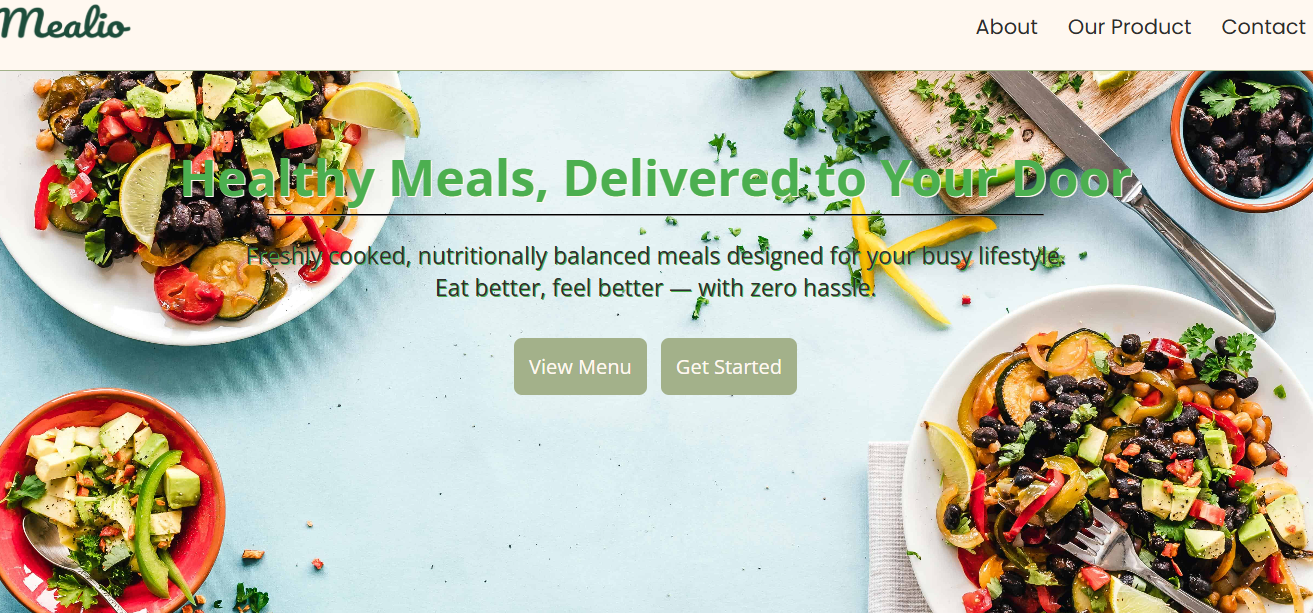 Mealio
About Our Product Contact
Healthy Meals, Delivered to Your Door
Freshly cooked, nutritionally balanced meals designed for your busy lifestyle.
Eat better, feel better — with zero hassle.
View Menu Get Started